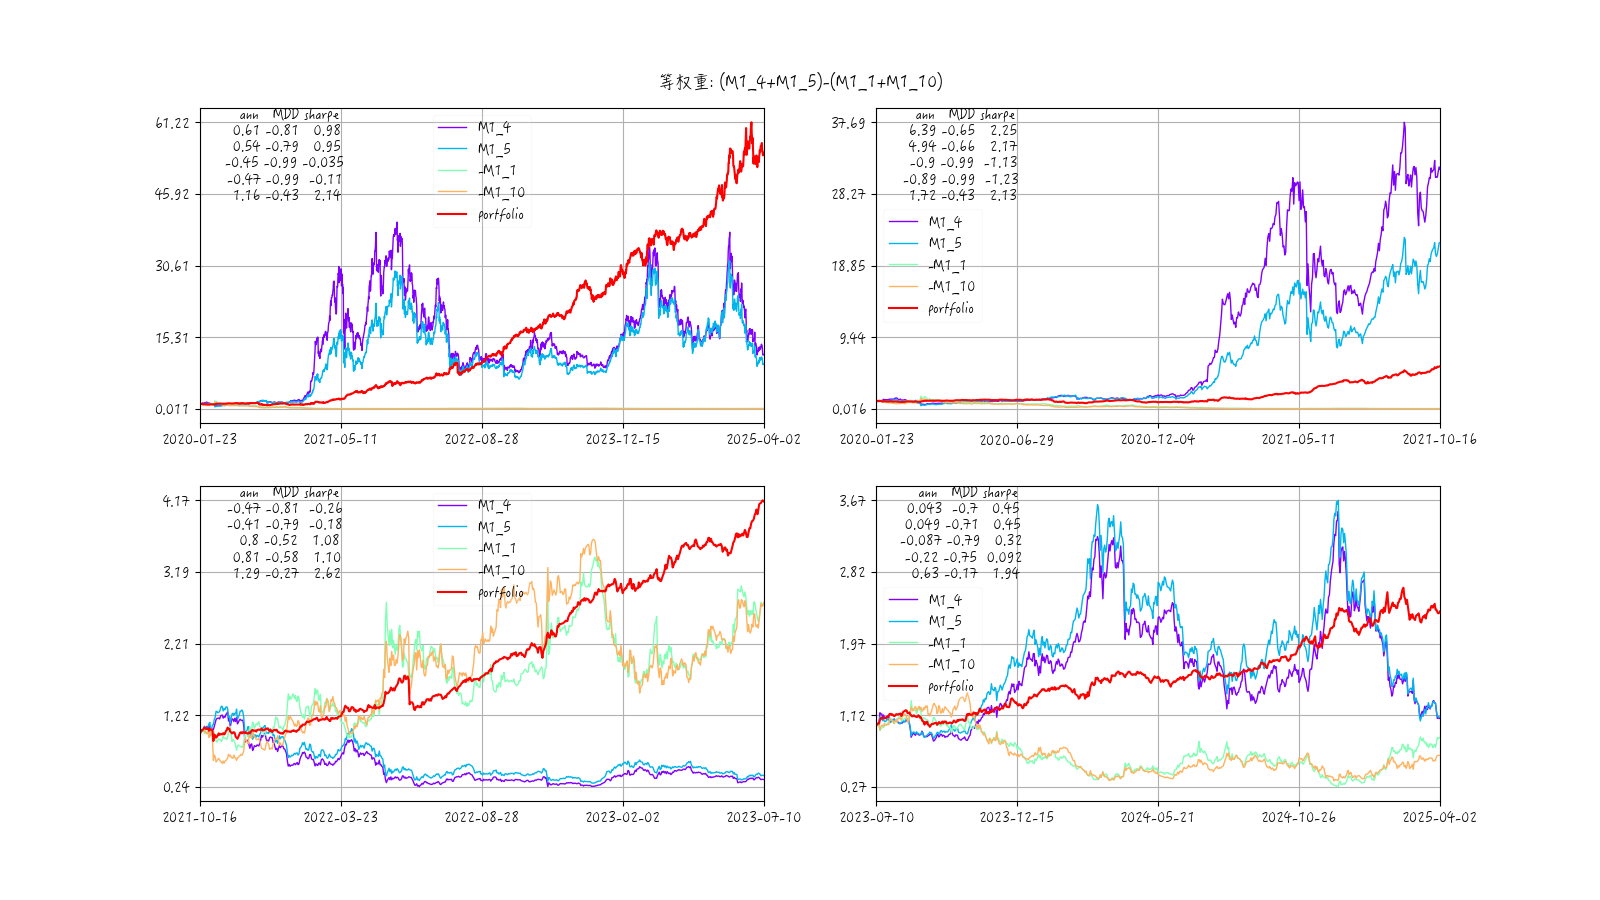 等权重: (M1_4+M1_5)-(M1_1+M1_10)
61.22
45.92
30.61
15.31
0.011
ann MDD sharpe
0.61 -0.81 0.98
0.54 -0.79 0.95
-0.45 -0.99 -0.035
-0.47 -0.99 -0.11
1.16 -0.43 2.14
M1_4
M1_5
-M1_1
-M1_10
portfolio
2020-01-23 2021-05-11 2022-08-28 2023-12-15 2025-04-02
37.69
28.27
18.85
9.44
0.016
ann MDD sharpe
6.39 -0.65 2.25
4.94 -0.66 2.17
-0.9 -0.99 -1.13
-0.89 -0.99 -1.23
1.72 -0.43 2.13
M1_4
M1_5
-M1_1
-M1_10
portfolio
2020-01-23 2020-06-29 2020-12-04 2021-05-11 2021-10-16
4.17
3.19
2.21
1.22
0.24
ann MDD sharpe
-0.47 -0.81 -0.26
-0.41 -0.79 -0.18
0.8 -0.52 1.08
0.81 -0.58 1.10
1.29 -0.27 2.62
M1_4
M1_5
-M1_1
-M1_10
portfolio
2021-10-16 2022-03-23 2022-08-28 2023-02-02 2023-07-10
3.67
2.82
1.97
1.12
0.27
ann MDD sharpe
0.043 -0.7 0.45
0.049 -0.71 0.45
-0.087 -0.79 0.32
-0.22 -0.75 0.092
0.63 -0.17 1.94
M1_4
M1_5
-M1_1
-M1_10
portfolio
2023-07-10 2023-12-15 2024-05-21 2024-10-26 2025-04-02